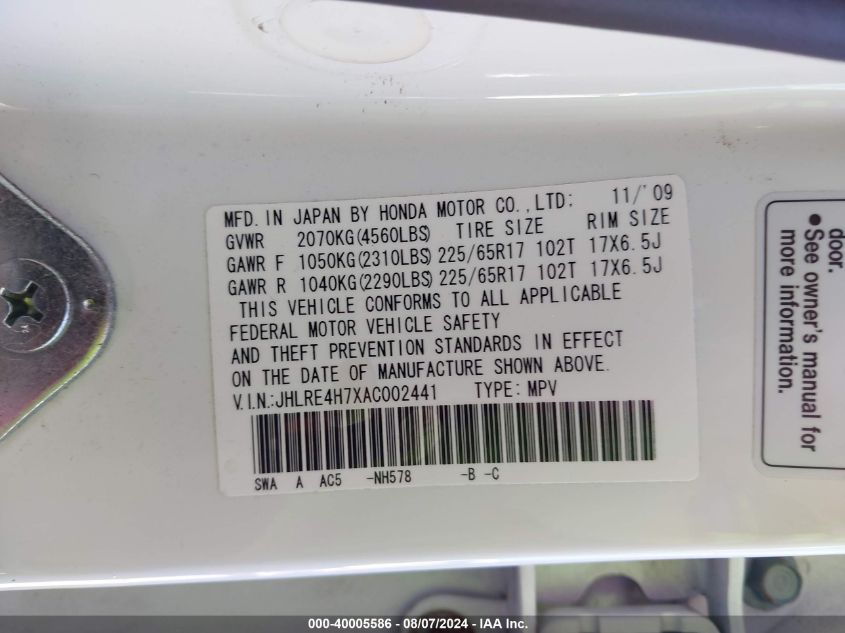 MFD. IN JAPAN BY HONDA MOTOR CO.,LTD: 11/'09
GVWR 2070KG(4560LBS) TIRE SIZE RIM SIZE
GAWR F 1050KG(2310LBS) 225/65R17 102T 17X6.5J
GAWR R 1040KG(2290LBS) 225/65R17 102T 17X6.5J
THIS VEHICLE CONFORMS TO ALL APPLICABLE
FEDERAL MOTOR VEHICLE SAFETY
AND THEFT PREVENTION STANDARDS IN EFFECT
ON THE DATE OF MANUFACTURE SHOWN ABOVE.
V.I.N.:JHLRE4H7XAC002441 TYPE: MPV
SWA A AC5 -NH578 -B -C
door.
●See owner's manual for
more information.
000-40005586 - 08/07/2024 - IAA Inc.